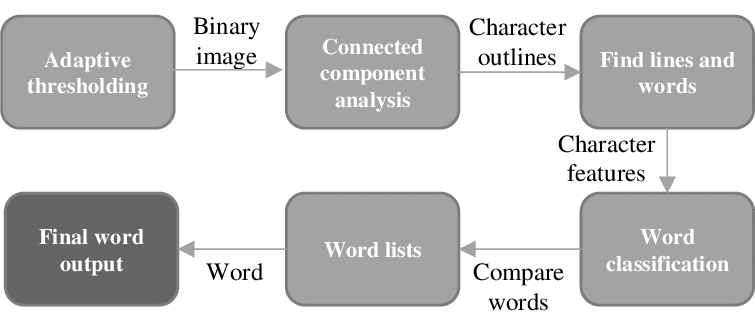 Adaptive
thresholding
Binary
image
Connected
component
analysis
Character
outlines
Find lines and
words
Character
features
Word
classification
Compare
words
Word lists
Word
Final word
output